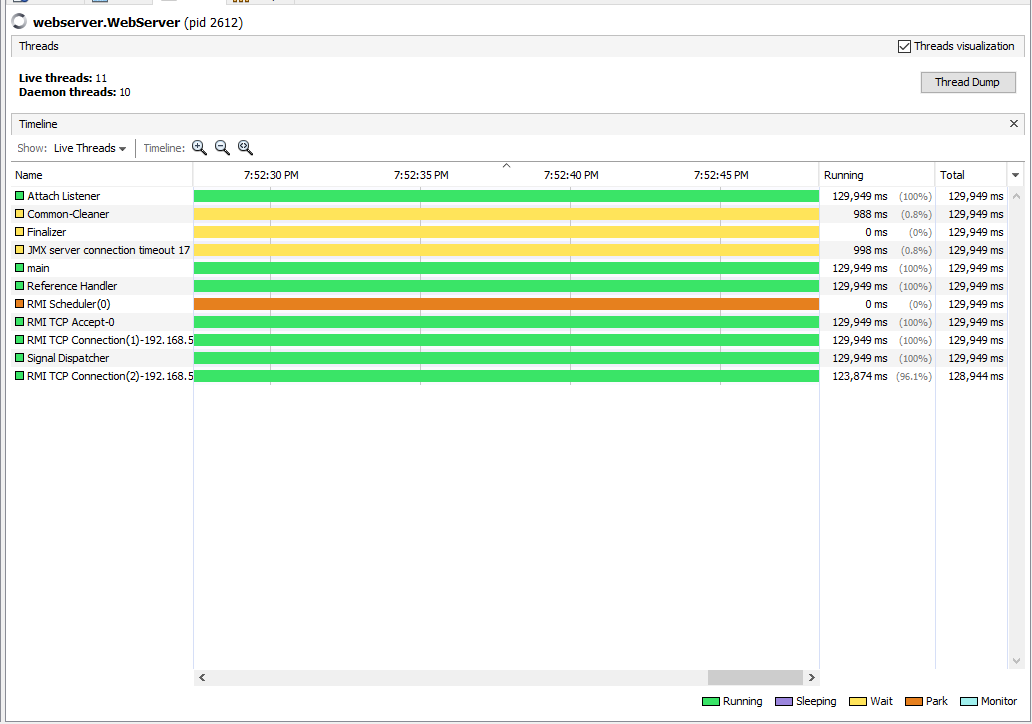 webserver.WebServer (pid 2612)
Threads Threads visualization
Live threads: 11
Daemon threads: 10
Thread Dump
Timeline
Show: Live Threads Timeline:
Name 7:52:30 PM 7:52:35 PM 7:52:40 PM 7:52:45 PM Running Total
Attach Listener 129,949 ms (100%) 129,949 ms
Common-Cleaner 988 ms (0.8%) 129,949 ms
Finalizer 0 ms (0%) 129,949 ms
JMX server connection timeout 17 998 ms (0.8%) 129,949 ms
main 129,949 ms (100%) 129,949 ms
Reference Handler 129,949 ms (100%) 129,949 ms
RMI Scheduler(0) 0 ms (0%) 129,949 ms
RMI TCP Accept-0 129,949 ms (100%) 129,949 ms
RMI TCP Connection(1)-192.168.5 129,949 ms (100%) 129,949 ms
Signal Dispatcher 129,949 ms (100%) 129,949 ms
RMI TCP Connection(2)-192.168.5 123,874 ms (96.1%) 128,944 ms
Running Sleeping Wait Park Monitor